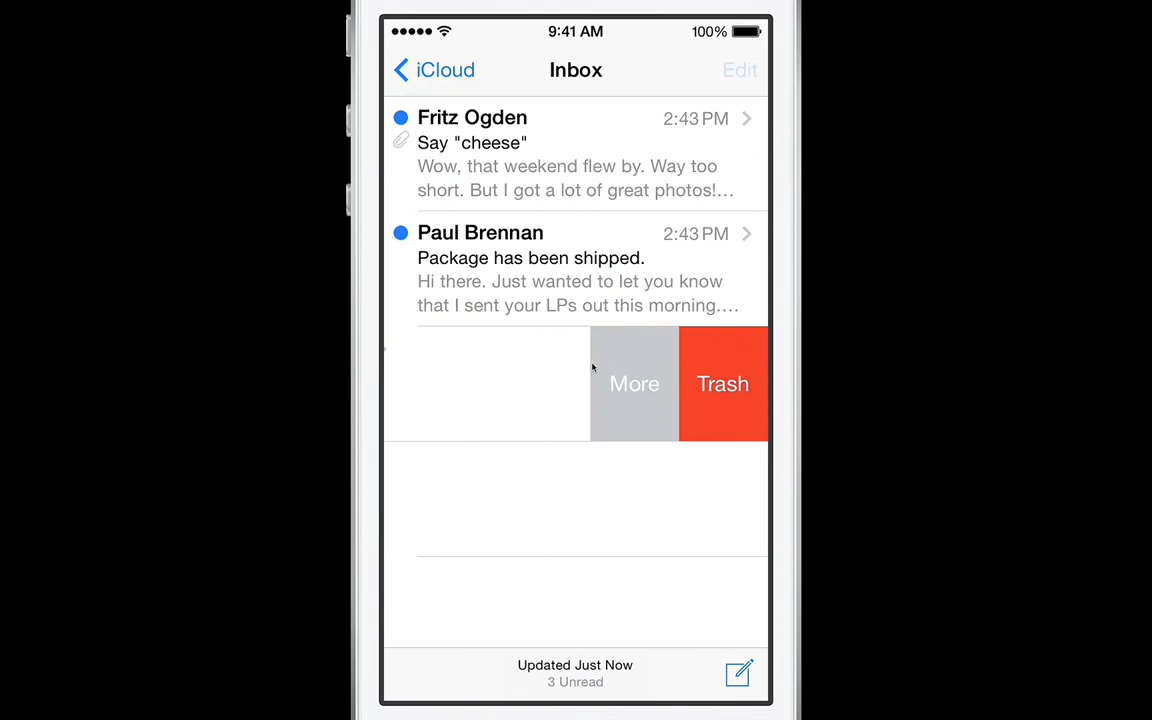 9:41 AM
100%
iCloud
Inbox
Edit
Fritz Ogden
2:43 PM
Say "cheese"
Wow, that weekend flew by. Way too
short. But I got a lot of great photos!…
Paul Brennan
2:43 PM
Package has been shipped.
Hi there. Just wanted to let you know
that I sent your LPs out this morning.…
More
Trash
Updated Just Now
3 Unread